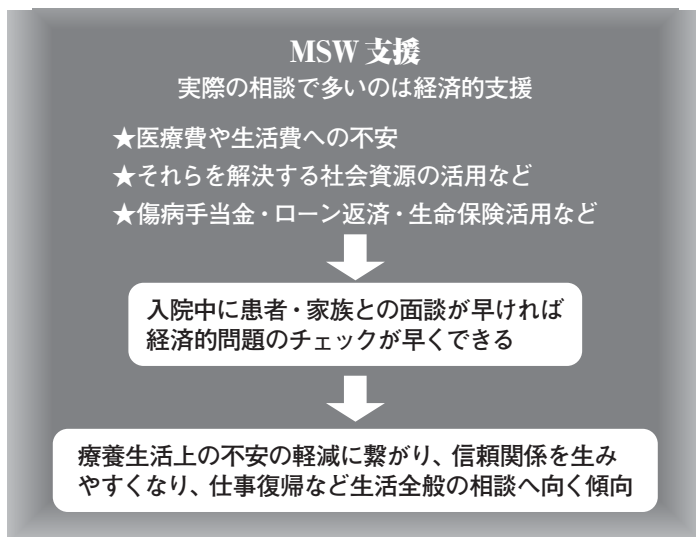 MSW 支援
実際の相談で多いのは経済的支援
★医療費や生活費への不安
★それらを解決する社会資源の活用など
★傷病手当金・ローン返済・生命保険活用など
入院中に患者・家族との面談が早ければ
経済的問題のチェックが早くできる
療養生活上の不安の軽減に繋がり、信頼関係を生み
やすくなり、仕事復帰など生活全般の相談へ向く傾向